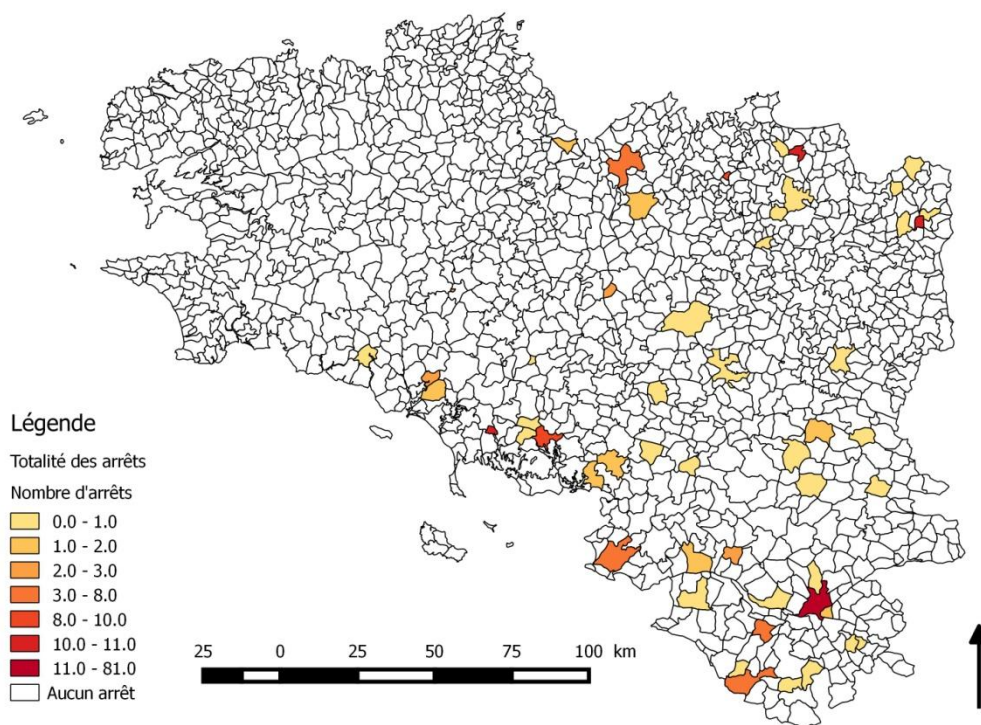 Légende
Totalité des arrêts
Nombre d'arrêts
0.0 - 1.0
1.0 - 2.0
2.0 - 3.0
3.0 - 8.0
8.0 - 10.0
10.0 - 11.0
11.0 - 81.0
Aucun arrêt
25 0 25 50 75 100 km